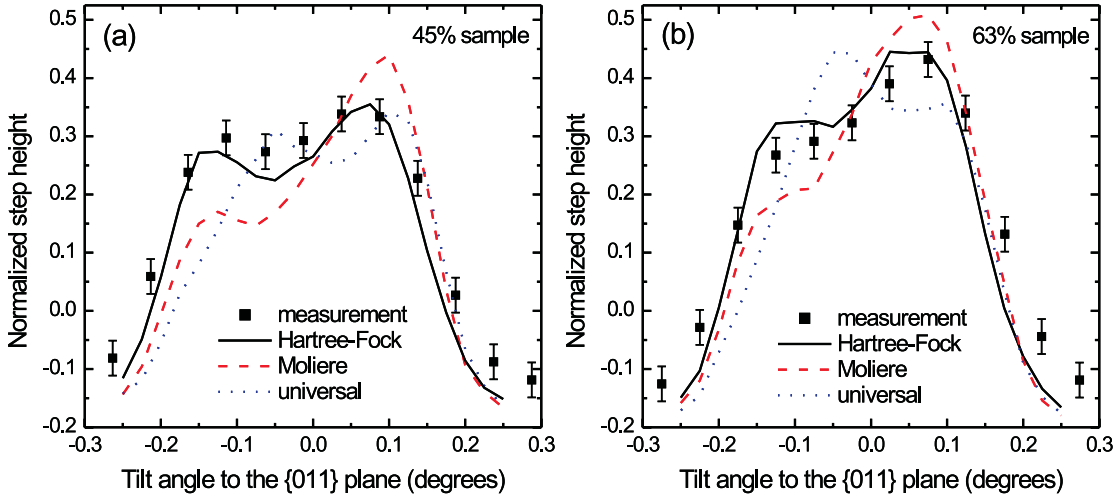 (a)
45% sample
Normalized step height
0.5
0.4
0.3
0.2
0.1
0.0
-0.1
-0.2
measurement
Hartree-Fock
Moliere
universal
-0.3 -0.2 -0.1 0.0 0.1 0.2 0.3
Tilt angle to the {011} plane (degrees)
(b)
63% sample
Normalized step height
0.5
0.4
0.3
0.2
0.1
0.0
-0.1
-0.2
measurement
Hartree-Fock
Moliere
universal
-0.3 -0.2 -0.1 0.0 0.1 0.2 0.3
Tilt angle to the {011} plane (degrees)